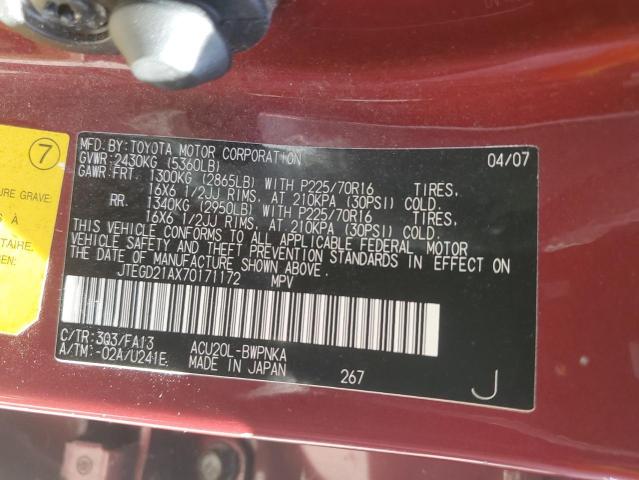 7
URE GRAVE
S À
TAIRE,
MFD. BY: TOYOTA MOTOR CORPORATION 04/07
GVWR: 2430KG (5360LB)
GAWR: FRT. 1300KG (2865LB) WITH P225/70R16 TIRES,
16X6 1/2JJ RIMS, AT 210KPA (30PSI) COLD.
RR. 1340KG (2950LB) WITH P225/70R16 TIRES,
16X6 1/2JJ RIMS, AT 210KPA (30PSI) COLD.
THIS VEHICLE CONFORMS TO ALL APPLICABLE FEDERAL MOTOR
VEHICLE SAFETY AND THEFT PREVENTION STANDARDS IN EFFECT ON
THE DATE OF MANUFACTURE SHOWN ABOVE.
JTEGD21AX70171172 MPV
C/TR: 3Q3/FA13 ACU20L-BWPNKA
A/TM: -02A/U241E MADE IN JAPAN 267 J